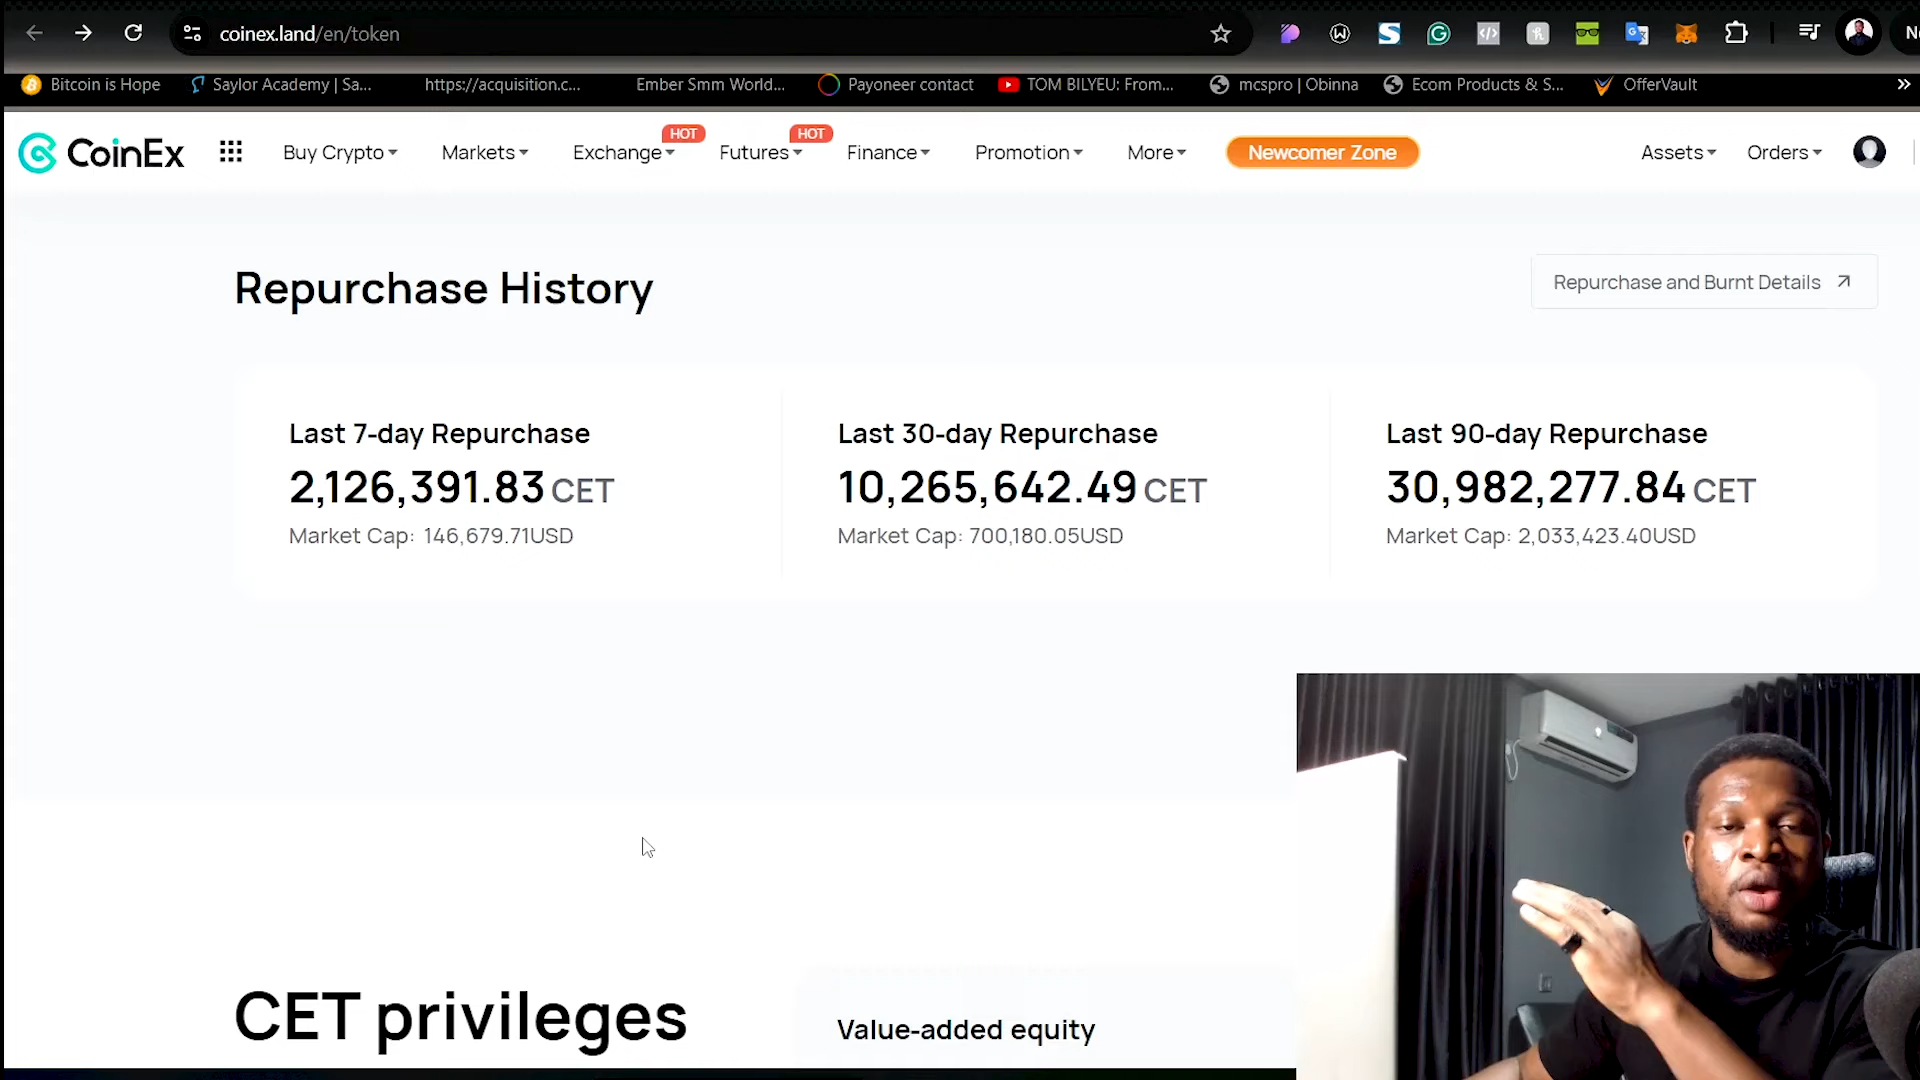 coinex.land/en/token
Bitcoin is Hope
Saylor Academy | Sa...
https://acquisition.c...
Ember Smm World...
Payoneer contact
TOM BILYEU: From...
mcspro | Obinna
Ecom Products & S...
OfferVault
CoinEx
Buy Crypto
Markets
Exchange
HOT
Futures
HOT
Finance
Promotion
More
Newcomer Zone
Assets
Orders
Repurchase History
Repurchase and Burnt Details
Last 7-day Repurchase
2,126,391.83 CET
Market Cap: 146,679.71USD
Last 30-day Repurchase
10,265,642.49 CET
Market Cap: 700,180.05USD
Last 90-day Repurchase
30,982,277.84 CET
Market Cap: 2,033,423.40USD
CET privileges
Value-added equity